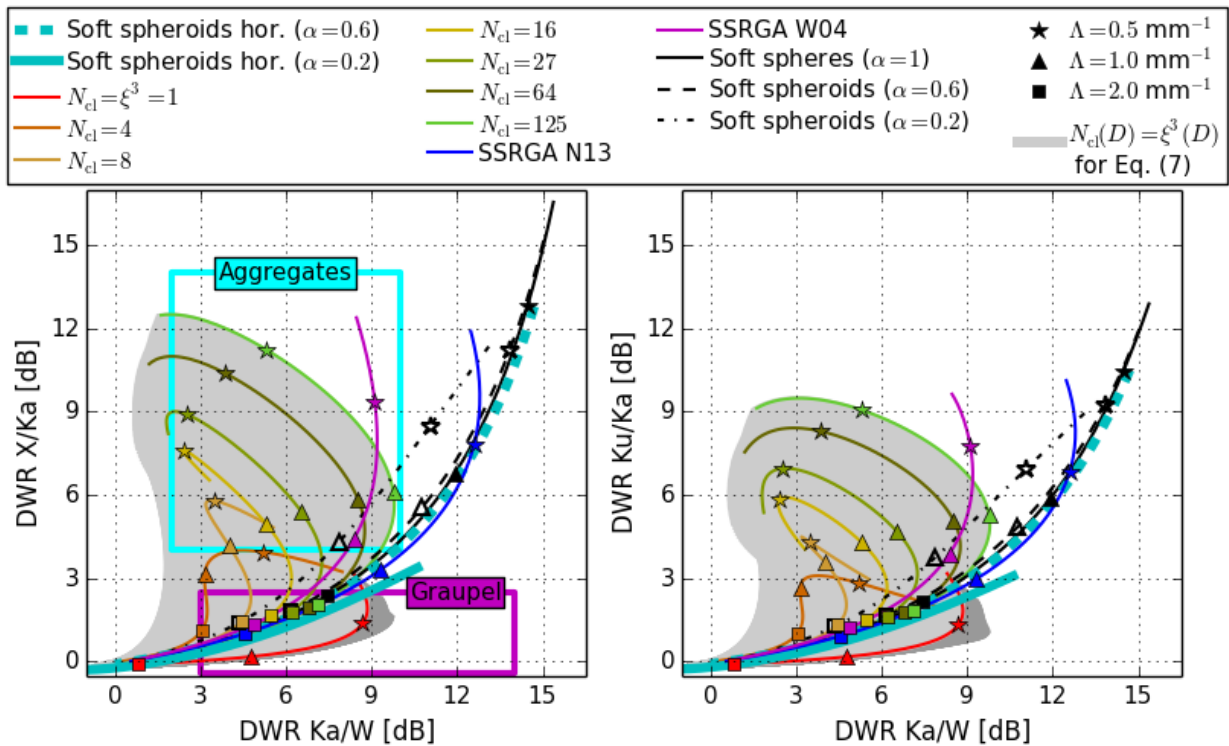 Soft spheroids hor. (α=0.6)
Soft spheroids hor. (α=0.2)
N_cl=ξ³=1
N_cl=4
N_cl=8
N_cl=16
N_cl=27
N_cl=64
N_cl=125
SSRGA N13
SSRGA W04
Soft spheres (α=1)
Soft spheroids (α=0.6)
Soft spheroids (α=0.2)
Λ=0.5 mm⁻¹
Λ=1.0 mm⁻¹
Λ=2.0 mm⁻¹
N_cl(D)=ξ³(D)
for Eq. (7)
DWR X/Ka [dB]
15
12
9
6
3
0
Aggregates
Graupel
0 3 6 9 12 15
DWR Ka/W [dB]
DWR Ku/Ka [dB]
15
12
9
6
3
0
0 3 6 9 12 15
DWR Ka/W [dB]